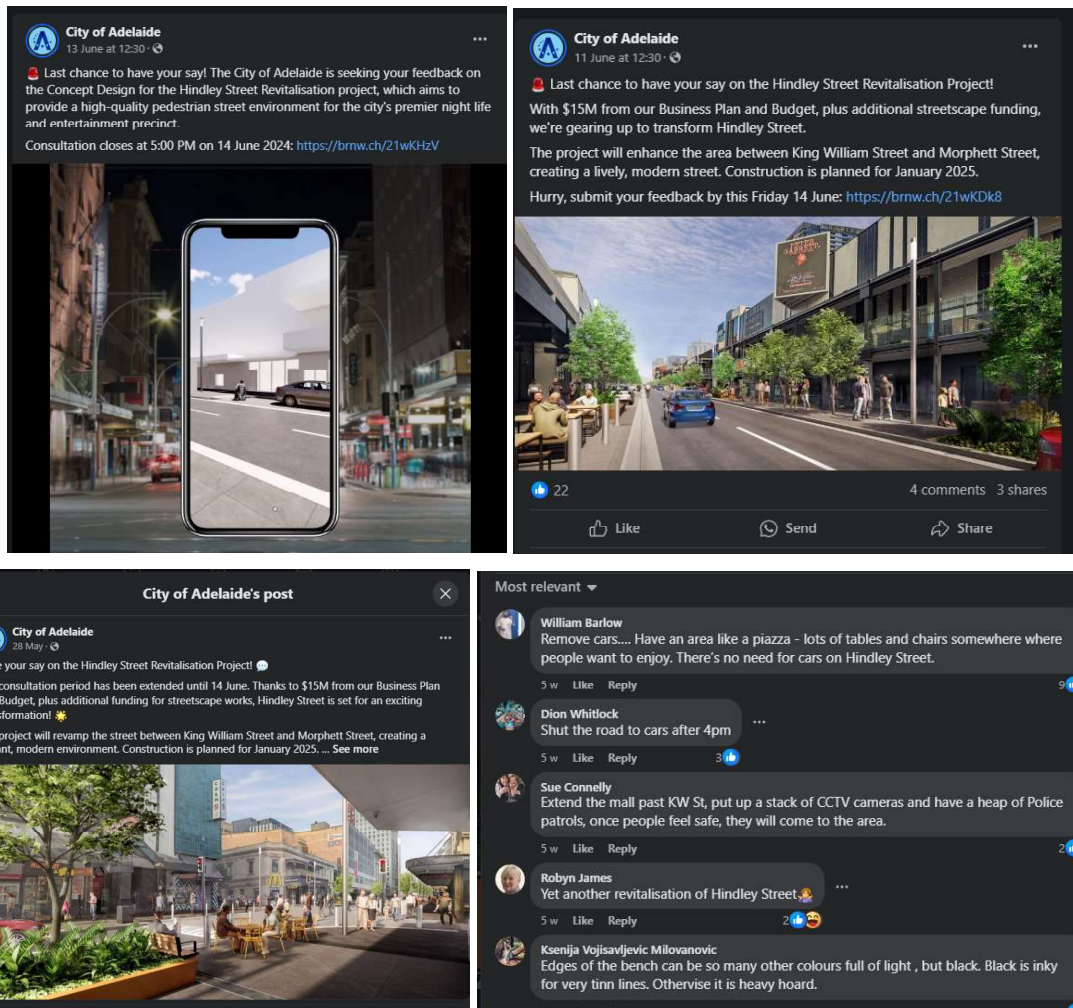 City of Adelaide
13 June at 12:30 ·
🚨 Last chance to have your say! The City of Adelaide is seeking your feedback on
the Concept Design for the Hindley Street Revitalisation project, which aims to
provide a high-quality pedestrian street environment for the city's premier night life
and entertainment precinct.
Consultation closes at 5:00 PM on 14 June 2024: https://brnw.ch/21wKHzV
City of Adelaide
11 June at 12:30 ·
🚨 Last chance to have your say on the Hindley Street Revitalisation Project!
With $15M from our Business Plan and Budget, plus additional streetscape funding,
we're gearing up to transform Hindley Street.
The project will enhance the area between King William Street and Morphett Street,
creating a lively, modern street. Construction is planned for January 2025.
Hurry, submit your feedback by this Friday 14 June: https://brnw.ch/21wKDk8
22
4 comments 3 shares
Like Send Share
City of Adelaide's post
City of Adelaide
28 May ·
e your say on the Hindley Street Revitalisation Project! 💬
consultation period has been extended until 14 June. Thanks to $15M from our Business Plan
Budget, plus additional funding for streetscape works, Hindley Street is set for an exciting
sformation! 🌟
project will revamp the street between King William Street and Morphett Street, creating a
nt, modern environment. Construction is planned for January 2025. ... See more
Most relevant
William Barlow
Remove cars.... Have an area like a piazza - lots of tables and chairs somewhere where
people want to enjoy. There's no need for cars on Hindley Street.
5 w Like Reply 9
Dion Whitlock
Shut the road to cars after 4pm
5 w Like Reply 3
Sue Connelly
Extend the mall past KW St, put up a stack of CCTV cameras and have a heap of Police
patrols, once people feel safe, they will come to the area.
5 w Like Reply 2
Robyn James
Yet another revitalisation of Hindley Street🤷‍♀️
5 w Like Reply 2
Ksenija Vojisavljevic Milovanovic
Edges of the bench can be so many other colours full of light , but black. Black is inky
for very tinn lines. Othervise it is heavy hoard.